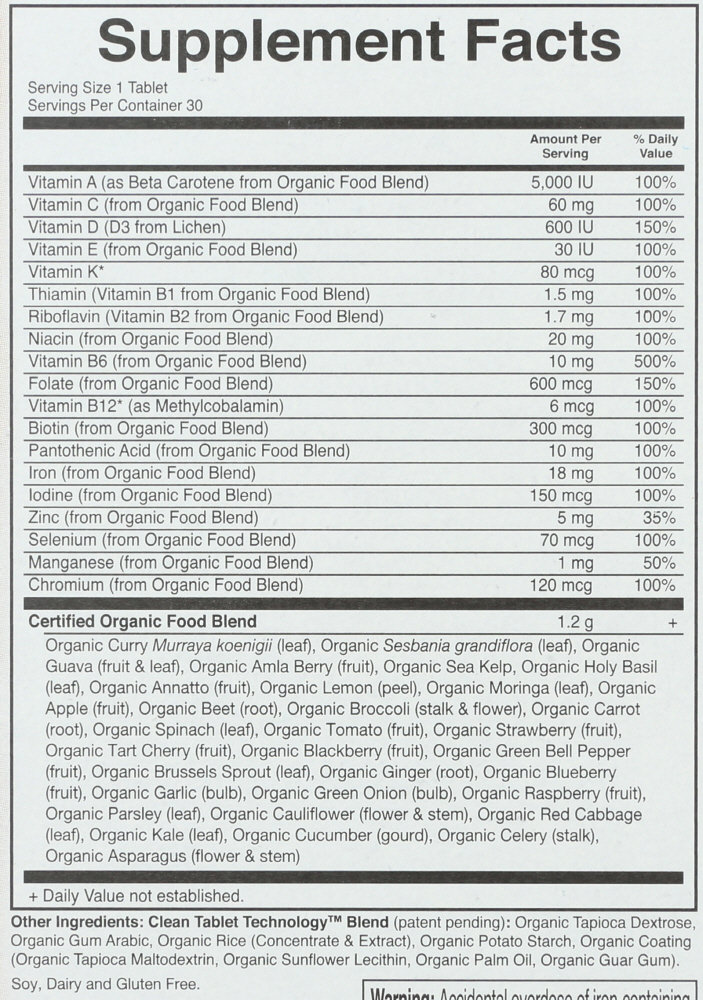 Supplement Facts
Serving Size 1 Tablet
Servings Per Container 30
Amount Per Serving % Daily Value
Vitamin A (as Beta Carotene from Organic Food Blend) 5,000 IU 100%
Vitamin C (from Organic Food Blend) 60 mg 100%
Vitamin D (D3 from Lichen) 600 IU 150%
Vitamin E (from Organic Food Blend) 30 IU 100%
Vitamin K* 80 mcg 100%
Thiamin (Vitamin B1 from Organic Food Blend) 1.5 mg 100%
Riboflavin (Vitamin B2 from Organic Food Blend) 1.7 mg 100%
Niacin (from Organic Food Blend) 20 mg 100%
Vitamin B6 (from Organic Food Blend) 10 mg 500%
Folate (from Organic Food Blend) 600 mcg 150%
Vitamin B12* (as Methylcobalamin) 6 mcg 100%
Biotin (from Organic Food Blend) 300 mcg 100%
Pantothenic Acid (from Organic Food Blend) 10 mg 100%
Iron (from Organic Food Blend) 18 mg 100%
Iodine (from Organic Food Blend) 150 mcg 100%
Zinc (from Organic Food Blend) 5 mg 35%
Selenium (from Organic Food Blend) 70 mcg 100%
Manganese (from Organic Food Blend) 1 mg 50%
Chromium (from Organic Food Blend) 120 mcg 100%
Certified Organic Food Blend 1.2 g +
Organic Curry Murraya koenigii (leaf), Organic Sesbania grandiflora (leaf), Organic
Guava (fruit & leaf), Organic Amla Berry (fruit), Organic Sea Kelp, Organic Holy Basil
(leaf), Organic Annatto (fruit), Organic Lemon (peel), Organic Moringa (leaf), Organic
Apple (fruit), Organic Beet (root), Organic Broccoli (stalk & flower), Organic Carrot
(root), Organic Spinach (leaf), Organic Tomato (fruit), Organic Strawberry (fruit),
Organic Tart Cherry (fruit), Organic Blackberry (fruit), Organic Green Bell Pepper
(fruit), Organic Brussels Sprout (leaf), Organic Ginger (root), Organic Blueberry
(fruit), Organic Garlic (bulb), Organic Green Onion (bulb), Organic Raspberry (fruit),
Organic Parsley (leaf), Organic Cauliflower (flower & stem), Organic Red Cabbage
(leaf), Organic Kale (leaf), Organic Cucumber (gourd), Organic Celery (stalk),
Organic Asparagus (flower & stem)
+ Daily Value not established.
Other Ingredients: Clean Tablet Technology™ Blend (patent pending): Organic Tapioca Dextrose,
Organic Gum Arabic, Organic Rice (Concentrate & Extract), Organic Potato Starch, Organic Coating
(Organic Tapioca Maltodextrin, Organic Sunflower Lecithin, Organic Palm Oil, Organic Guar Gum).
Soy, Dairy and Gluten Free.
Warning: Accidental overdose of iron containing